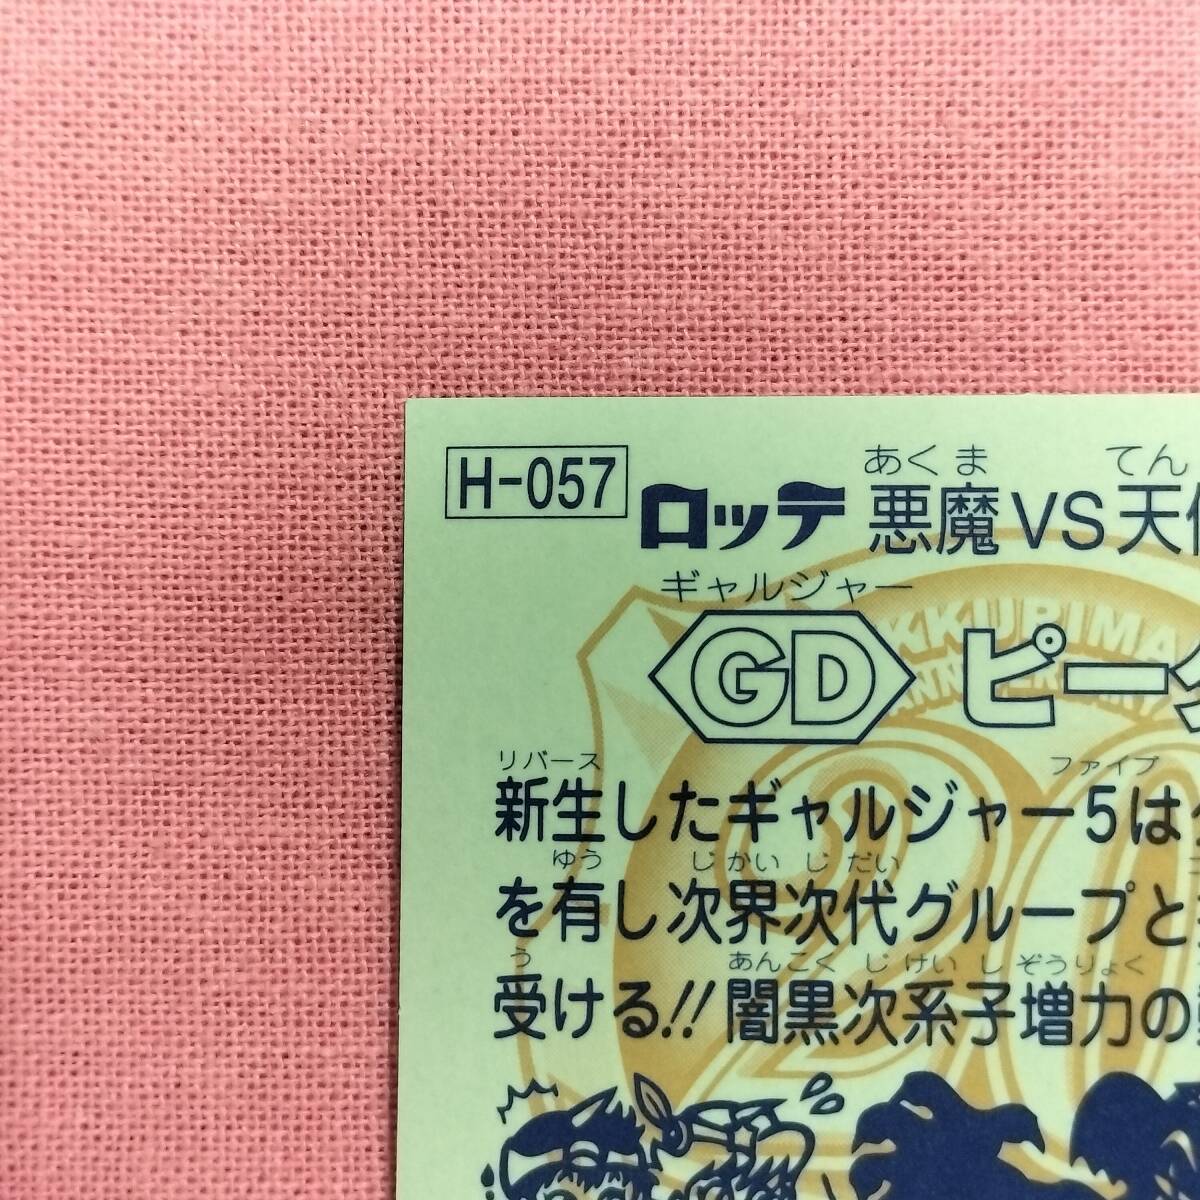 H-057 ロッテ 悪魔VS天使
あくま てん
ギャルジャー
GD ピー
KKURIMA
ANNIVERSARY
20
リバース ファイブ
新生したギャルジャー5は
ゆう じかいじだい
を有し次界次代グループと
う あんこくじけいしぞうりょく
受ける!!闇黒次系子増力の